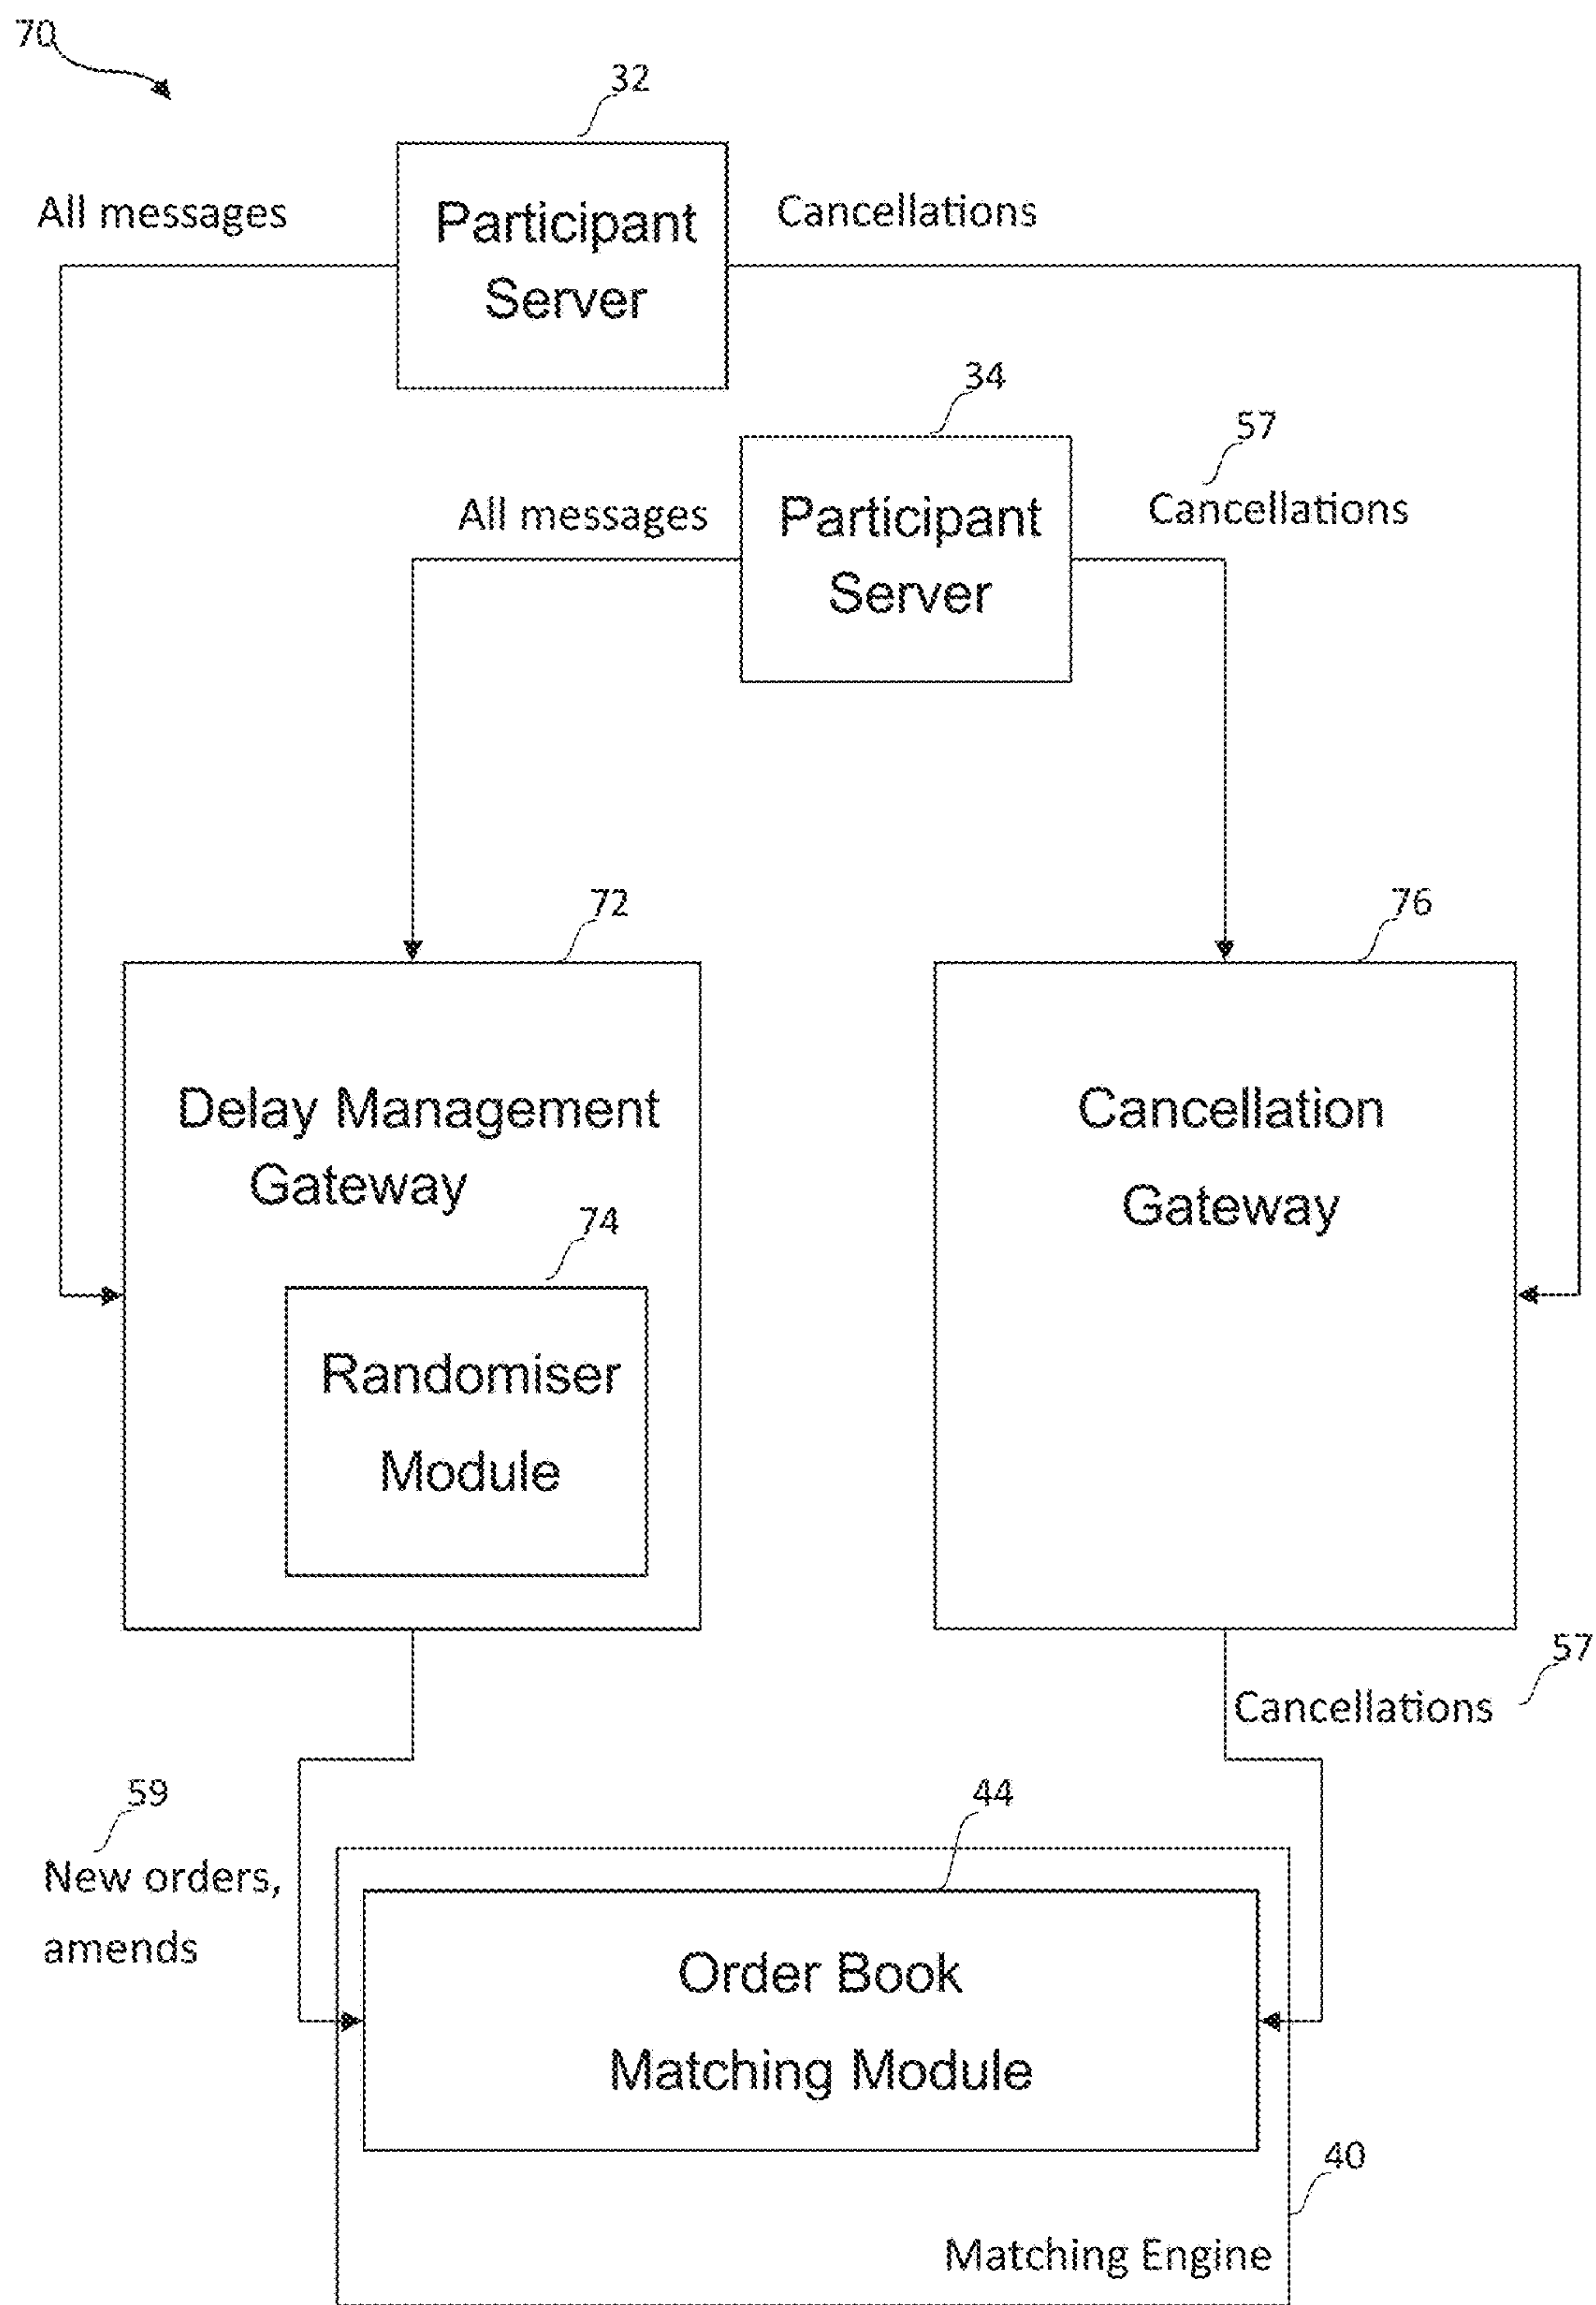 70
32
All messages
Participant
Server
Cancellations
34
57
All messages
Participant
Server
Cancellations
72
76
Delay Management
Gateway
74
Randomiser
Module
Cancellation
Gateway
57
Cancellations
59
New orders,
amends
44
Order Book
Matching Module
40
Matching Engine